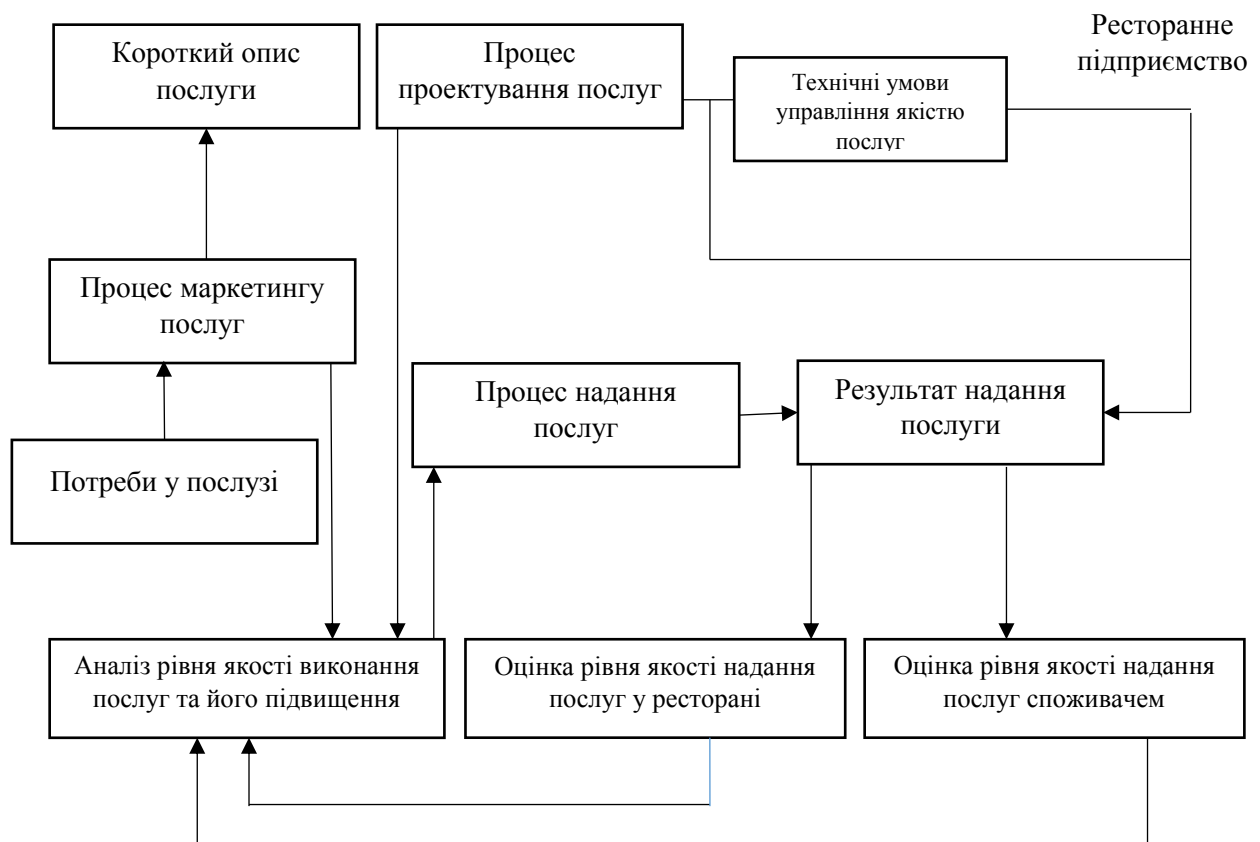 Короткий опис
послуги
Процес
проектування послуг
Технічні умови
управління якістю
послуг
Ресторанне
підприємство
Процес маркетингу
послуг
Процес надання
послуг
Результат надання
послуги
Потреби у послузі
Аналіз рівня якості виконання
послуг та його підвищення
Оцінка рівня якості надання
послуг у ресторані
Оцінка рівня якості надання
послуг споживачем